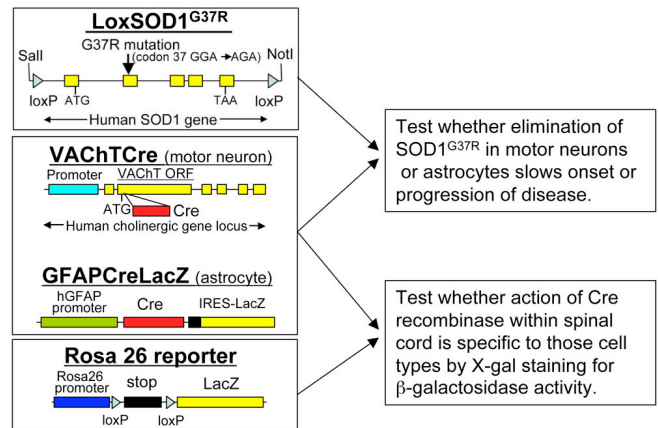 LoxSOD1G37R
G37R mutation
(codon 37 GGA →AGA)
SalI
NotI
loxP
ATG
TAA
loxP
Human SOD1 gene
VAChTCre (motor neuron)
Promoter
VAChT ORF
ATG
Cre
Human cholinergic gene locus
GFAPCreLacZ (astrocyte)
hGFAP
promoter
Cre
IRES-LacZ
Rosa 26 reporter
Rosa26
promoter
stop
LacZ
loxP
loxP
Test whether elimination of
SOD1G37R in motor neurons
or astrocytes slows onset or
progression of disease.
Test whether action of Cre
recombinase within spinal
cord is specific to those cell
types by X-gal staining for
β-galactosidase activity.